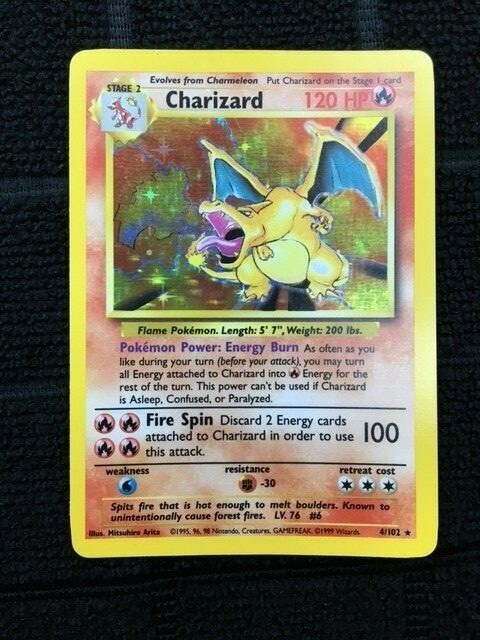 Evolves from Charmeleon Put Charizard on the Stage 1 card
STAGE 2
Charizard 120 HP
Flame Pokémon. Length: 5' 7", Weight: 200 lbs.
Pokémon Power: Energy Burn As often as you
like during your turn (before your attack), you may turn
all Energy attached to Charizard into Energy for the
rest of the turn. This power can't be used if Charizard
is Asleep, Confused, or Paralyzed.
Fire Spin Discard 2 Energy cards
attached to Charizard in order to use 100
this attack.
weakness resistance retreat cost
-30
Spits fire that is hot enough to melt boulders. Known to
unintentionally cause forest fires. LV. 76 #6
Illus. Mitsuhiro Arita ©1995, 96, 98 Nintendo, Creatures, GAMEFREAK. ©1999 Wizards. 4/102 ★